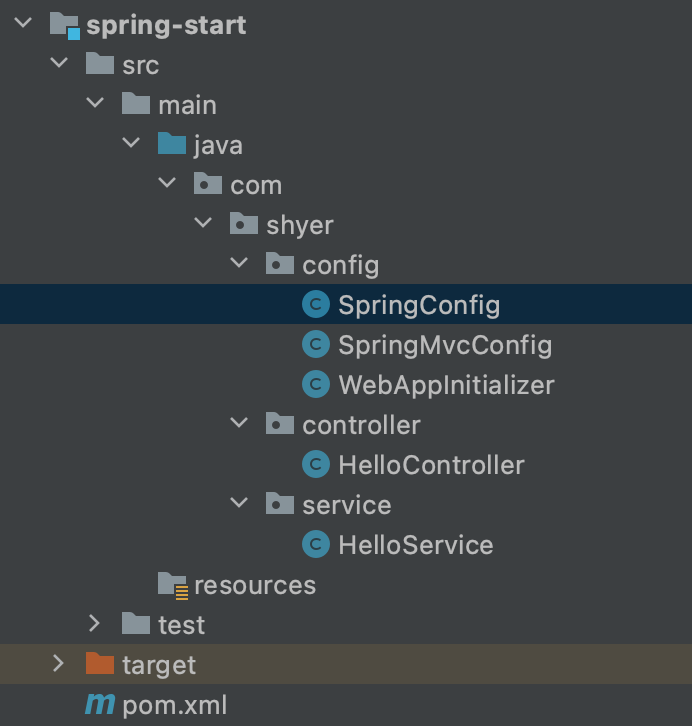 spring-start
src
main
java
com
shyer
config
C SpringConfig
C SpringMvcConfig
C WebAppInitializer
controller
C HelloController
service
C HelloService
resources
test
target
m pom.xml